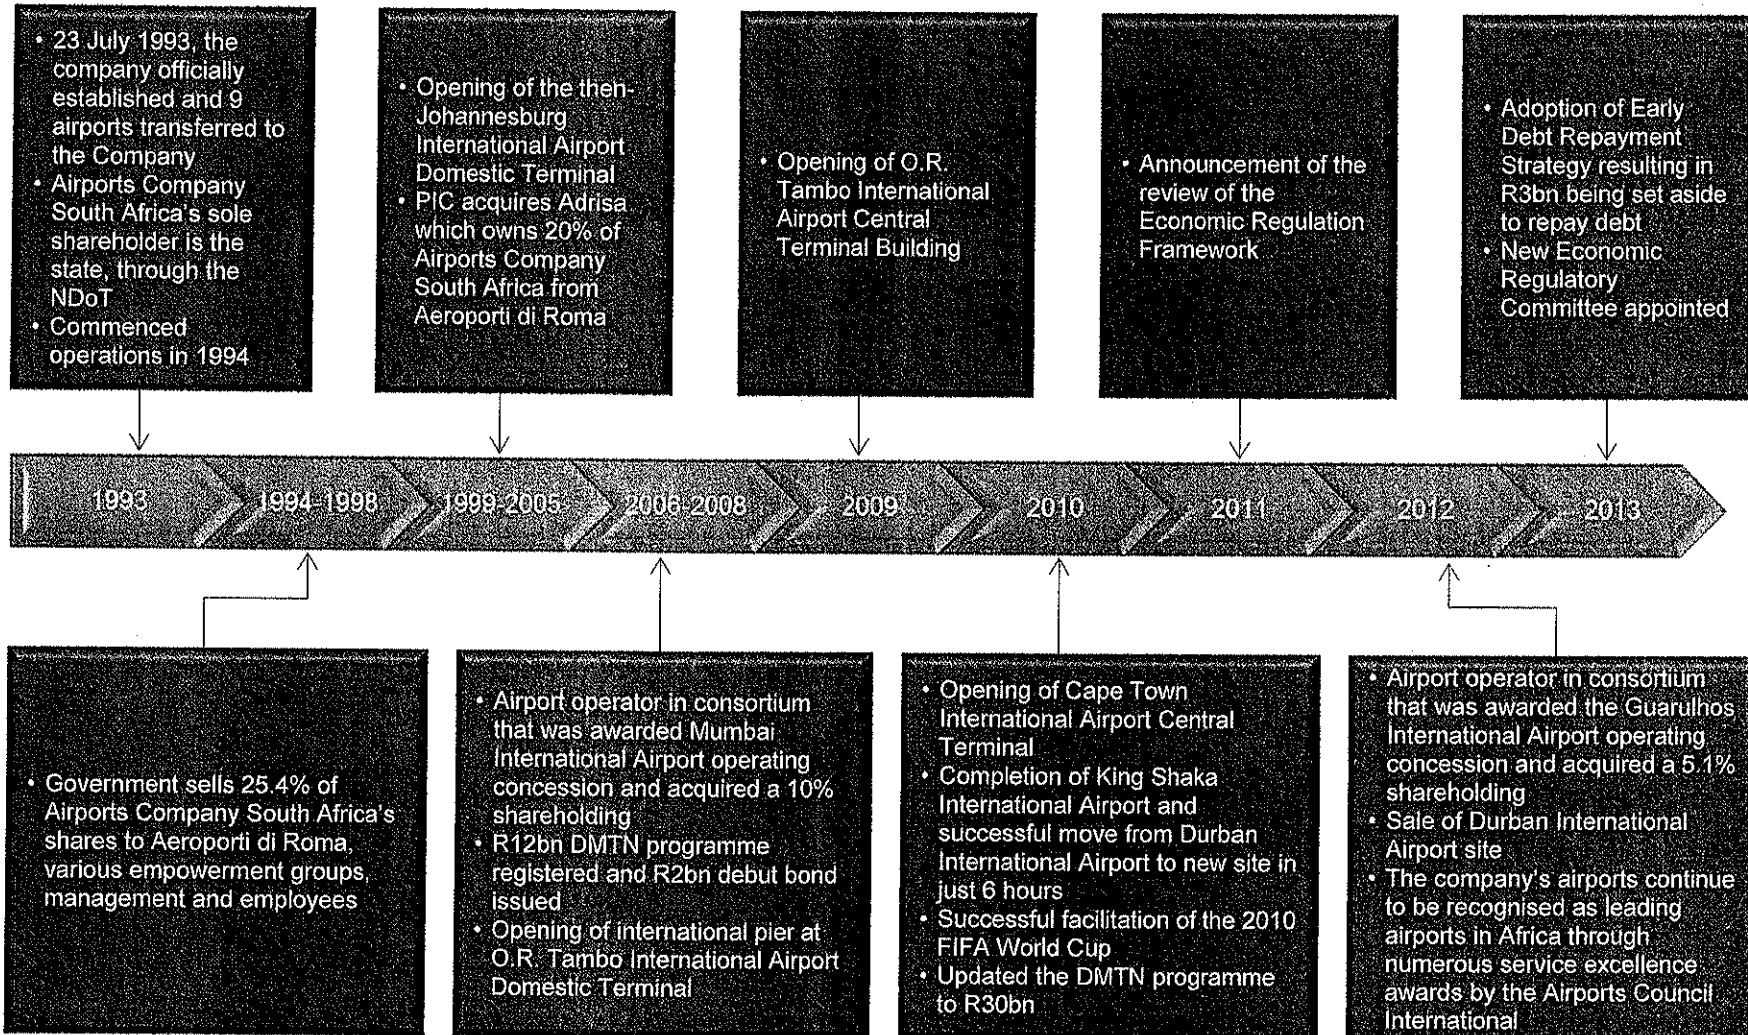 • 23 July 1993, the
company officially
established and 9
airports transferred to
the Company
• Airports Company
South Africa's sole
shareholder is the
state, through the
NDoT
• Commenced
operations in 1994
• Opening of the then-
Johannesburg
International Airport
Domestic Terminal
• PIC acquires Adrisa
which owns 20% of
Airports Company
South Africa from
Aeroporti di Roma
• Opening of O.R.
Tambo International
Airport Central
Terminal Building
• Announcement of the
review of the
Economic Regulation
Framework
• Adoption of Early
Debt Repayment
Strategy resulting in
R3bn being set aside
to repay debt
• New Economic
Regulatory
Committee appointed
1993 1994-1998 1999-2005 2006-2008 2009 2010 2011 2012 2013
• Government sells 25.4% of
Airports Company South Africa's
shares to Aeroporti di Roma,
various empowerment groups,
management and employees
• Airport operator in consortium
that was awarded Mumbai
International Airport operating
concession and acquired a 10%
shareholding
• R12bn DMTN programme
registered and R2bn debut bond
issued
• Opening of international pier at
O.R. Tambo International Airport
Domestic Terminal
• Opening of Cape Town
International Airport Central
Terminal
• Completion of King Shaka
International Airport and
successful move from Durban
International Airport to new site in
just 6 hours
• Successful facilitation of the 2010
FIFA World Cup
• Updated the DMTN programme
to R30bn
• Airport operator in consortium
that was awarded the Guarulhos
International Airport operating
concession and acquired a 5.1%
shareholding
• Sale of Durban International
Airport site
• The company's airports continue
to be recognised as leading
airports in Africa through
numerous service excellence
awards by the Airports Council
International